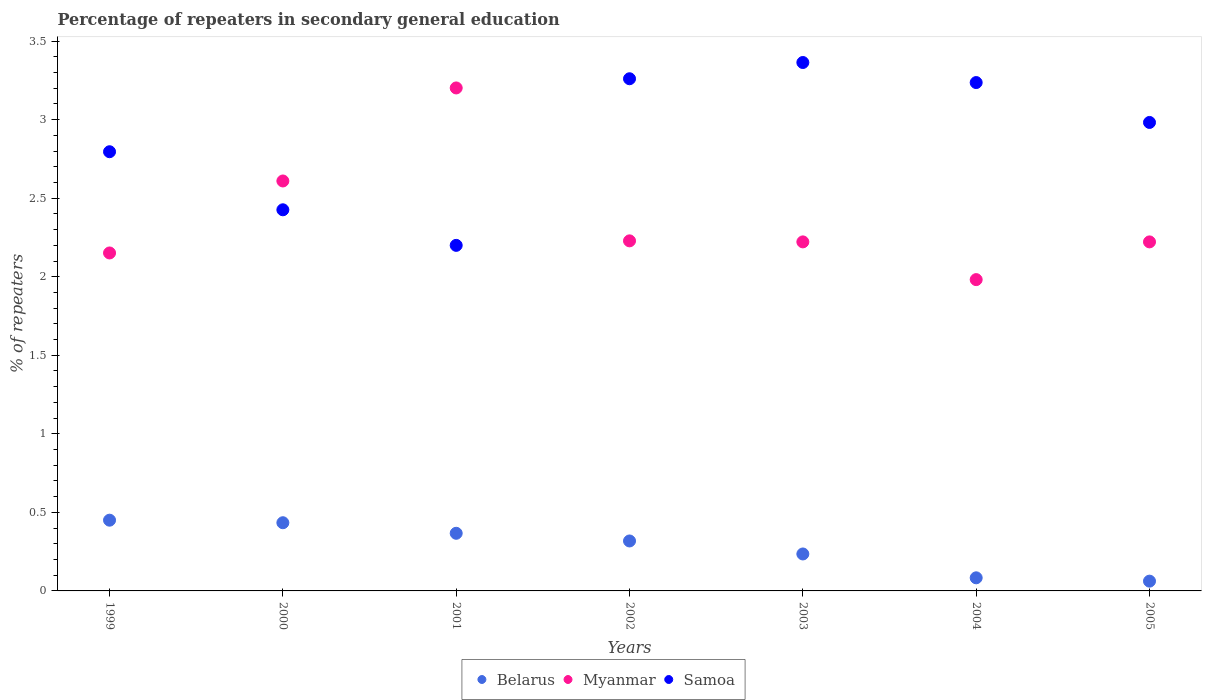 Percentage of repeaters in secondary general education
% of repeaters
3.5
3
2.5
2
1.5
1
0.5
0
1999
2000
2001
2002
2003
2004
2005
Years
Belarus
Myanmar
Samoa